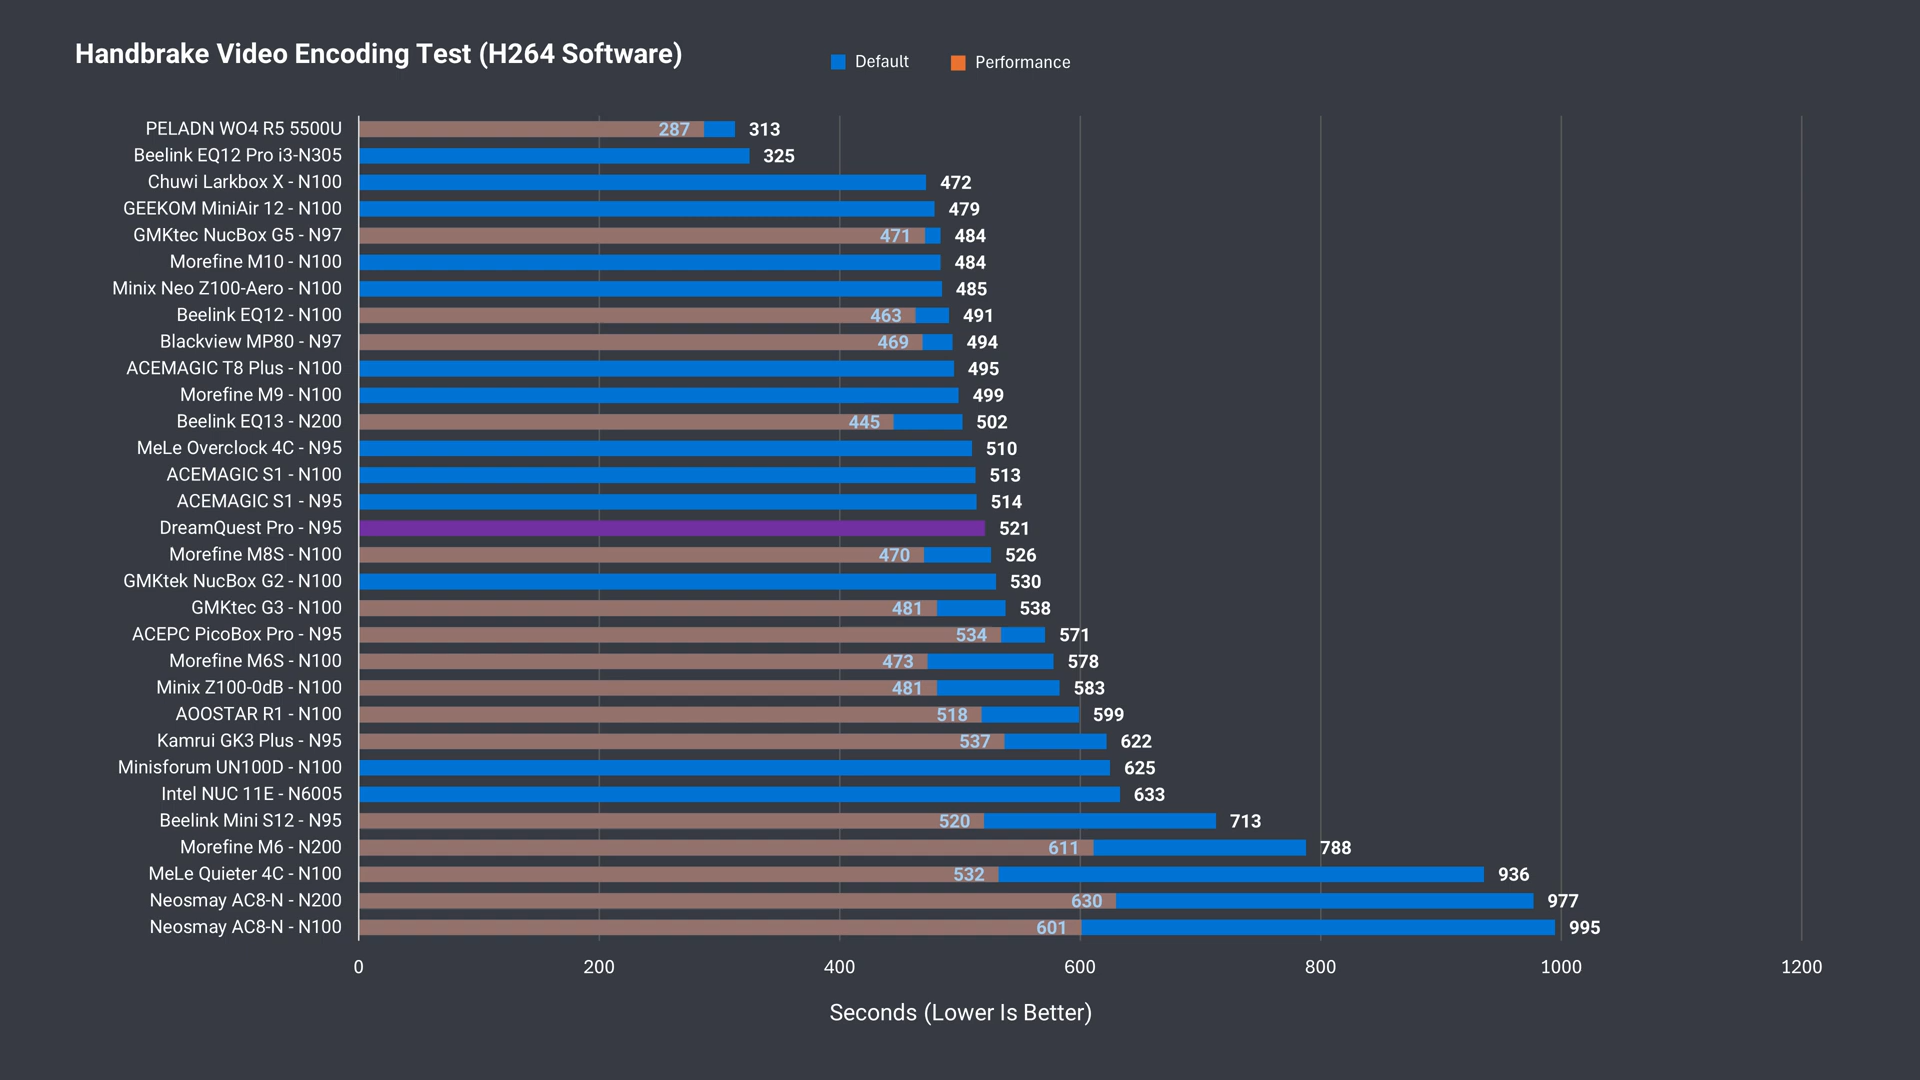 Handbrake Video Encoding Test (H264 Software)
Default
Performance
PELADN WO4 R5 5500U 287 313
Beelink EQ12 Pro i3-N305 325
Chuwi Larkbox X - N100 472
GEEKOM MiniAir 12 - N100 479
GMKtec NucBox G5 - N97 471 484
Morefine M10 - N100 484
Minix Neo Z100-Aero - N100 485
Beelink EQ12 - N100 463 491
Blackview MP80 - N97 469 494
ACEMAGIC T8 Plus - N100 495
Morefine M9 - N100 499
Beelink EQ13 - N200 445 502
MeLe Overclock 4C - N95 510
ACEMAGIC S1 - N100 513
ACEMAGIC S1 - N95 514
DreamQuest Pro - N95 521
Morefine M8S - N100 470 526
GMKtek NucBox G2 - N100 530
GMKtec G3 - N100 481 538
ACEPC PicoBox Pro - N95 534 571
Morefine M6S - N100 473 578
Minix Z100-0dB - N100 481 583
AOOSTAR R1 - N100 518 599
Kamrui GK3 Plus - N95 537 622
Minisforum UN100D - N100 625
Intel NUC 11E - N6005 633
Beelink Mini S12 - N95 520 713
Morefine M6 - N200 611 788
MeLe Quieter 4C - N100 532 936
Neosmay AC8-N - N200 630 977
Neosmay AC8-N - N100 601 995
0 200 400 600 800 1000 1200
Seconds (Lower Is Better)